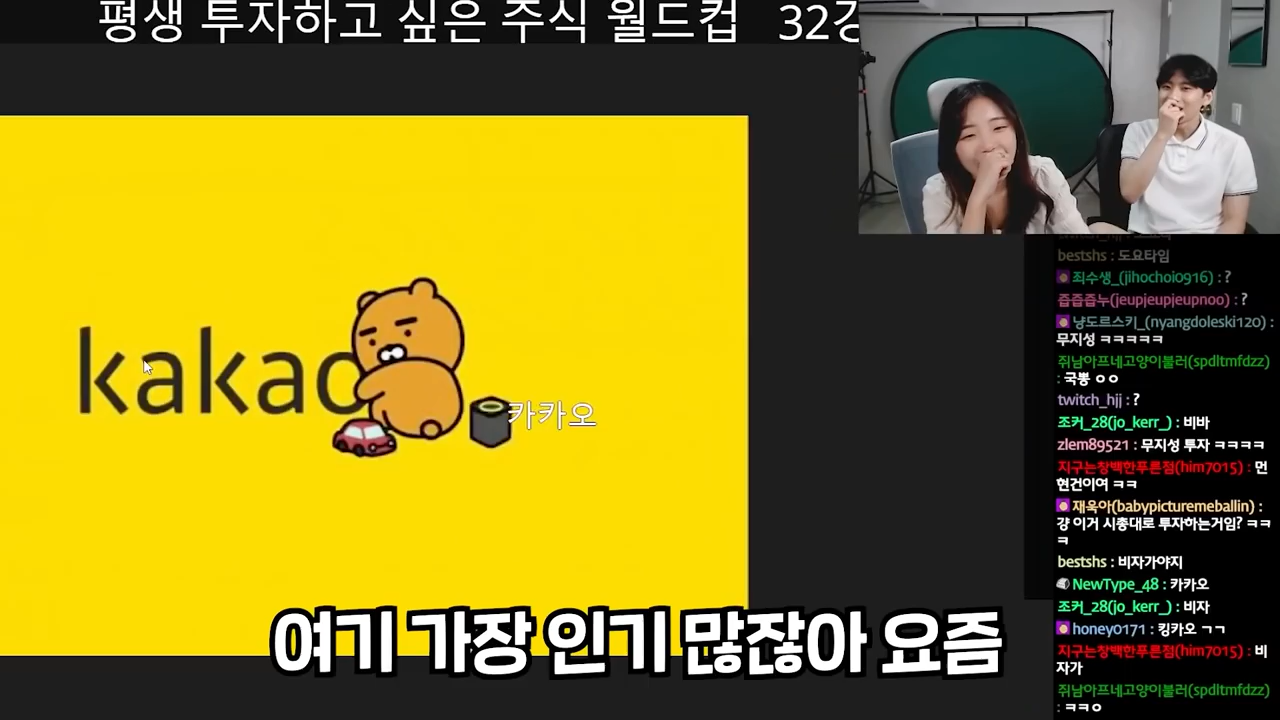 평생 투자하고 싶은 주식 월드컵 32강
kakao
카카오
bestshs : 도요타임
죄수생_(jihochoi0916) : ?
즙즙즙누(jeupjeupjeupnoo) : ?
냥도르스키_(nyangdoleski120) :
무지성 ㅋㅋㅋㅋㅋ
쥐남아프네고양이불러(spdltmfdzz)
: 국뽕 ㅇㅇ
twitch_hjj : ?
조커_28(jo_kerr_) : 비바
zlem89521 : 무지성 투자 ㅋㅋㅋㅋ
지구는창백한푸른점(him7015) : 먼
현건이여 ㅋㅋ
재욱아(babypicturemeballin) :
걍 이거 시총대로 투자하는거임? ㅋㅋ
ㅋ
bestshs : 비자가야지
NewType_48 : 카카오
조커_28(jo_kerr_) : 비자
honey0171 : 킹카오 ㄱㄱ
지구는창백한푸른점(him7015) : 비
자가
쥐남아프네고양이불러(spdltmfdzz)
: ㅋㅋㅇ
여기 가장 인기 많잖아 요즘